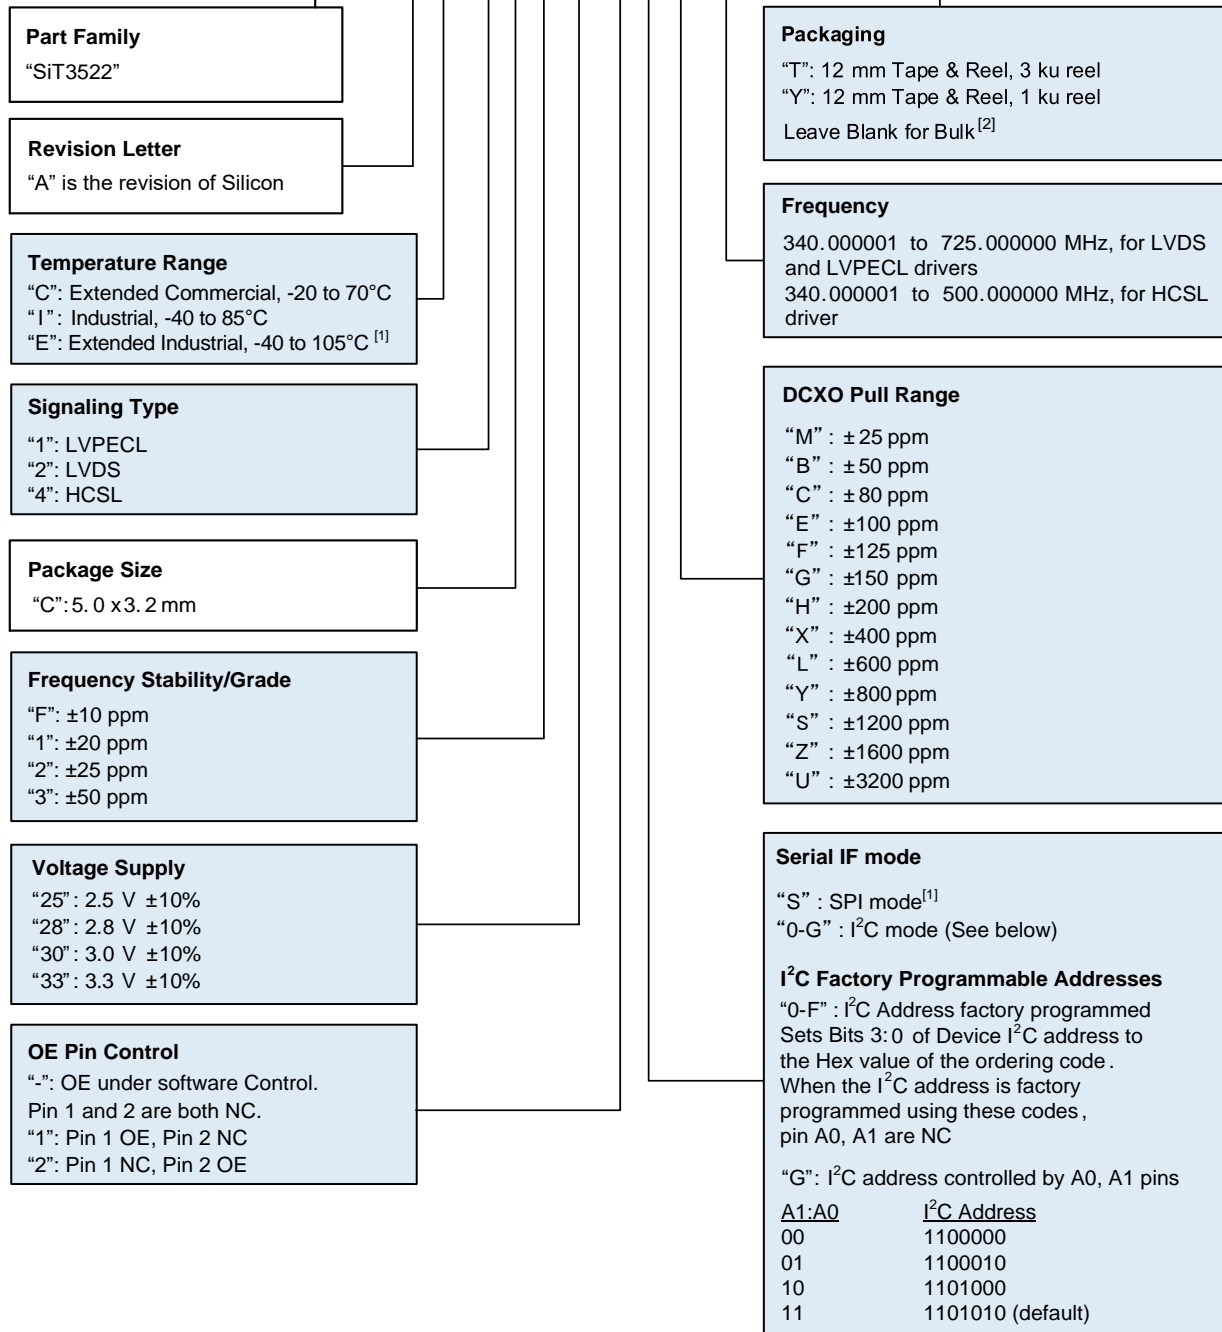 Part Family
“SiT3522”
Revision Letter
“A” is the revision of Silicon
Temperature Range
“C”: Extended Commercial, -20 to 70°C
“I”: Industrial, -40 to 85°C
“E”: Extended Industrial, -40 to 105°C [1]
Signaling Type
“1”: LVPECL
“2”: LVDS
“4”: HCSL
Package Size
“C”: 5.0 x 3.2 mm
Frequency Stability/Grade
“F”: ±10 ppm
“1”: ±20 ppm
“2”: ±25 ppm
“3”: ±50 ppm
Voltage Supply
“25”: 2.5 V ±10%
“28”: 2.8 V ±10%
“30”: 3.0 V ±10%
“33”: 3.3 V ±10%
OE Pin Control
“-”: OE under software Control.
Pin 1 and 2 are both NC.
“1”: Pin 1 OE, Pin 2 NC
“2”: Pin 1 NC, Pin 2 OE
Packaging
“T”: 12 mm Tape & Reel, 3 ku reel
“Y”: 12 mm Tape & Reel, 1 ku reel
Leave Blank for Bulk [2]
Frequency
340.000001 to 725.000000 MHz, for LVDS
and LVPECL drivers
340.000001 to 500.000000 MHz, for HCSL
driver
DCXO Pull Range
“M” : ±25 ppm
“B” : ±50 ppm
“C” : ±80 ppm
“E” : ±100 ppm
“F” : ±125 ppm
“G” : ±150 ppm
“H” : ±200 ppm
“X” : ±400 ppm
“L” : ±600 ppm
“Y” : ±800 ppm
“S” : ±1200 ppm
“Z” : ±1600 ppm
“U” : ±3200 ppm
Serial IF mode
“S” : SPI mode[1]
“0-G” : I²C mode (See below)
I²C Factory Programmable Addresses
“0-F” : I²C Address factory programmed
Sets Bits 3:0 of Device I²C address to
the Hex value of the ordering code.
When the I²C address is factory
programmed using these codes,
pin A0, A1 are NC
“G”: I²C address controlled by A0, A1 pins
A1:A0 I²C Address
00 1100000
01 1100010
10 1101000
11 1101010 (default)